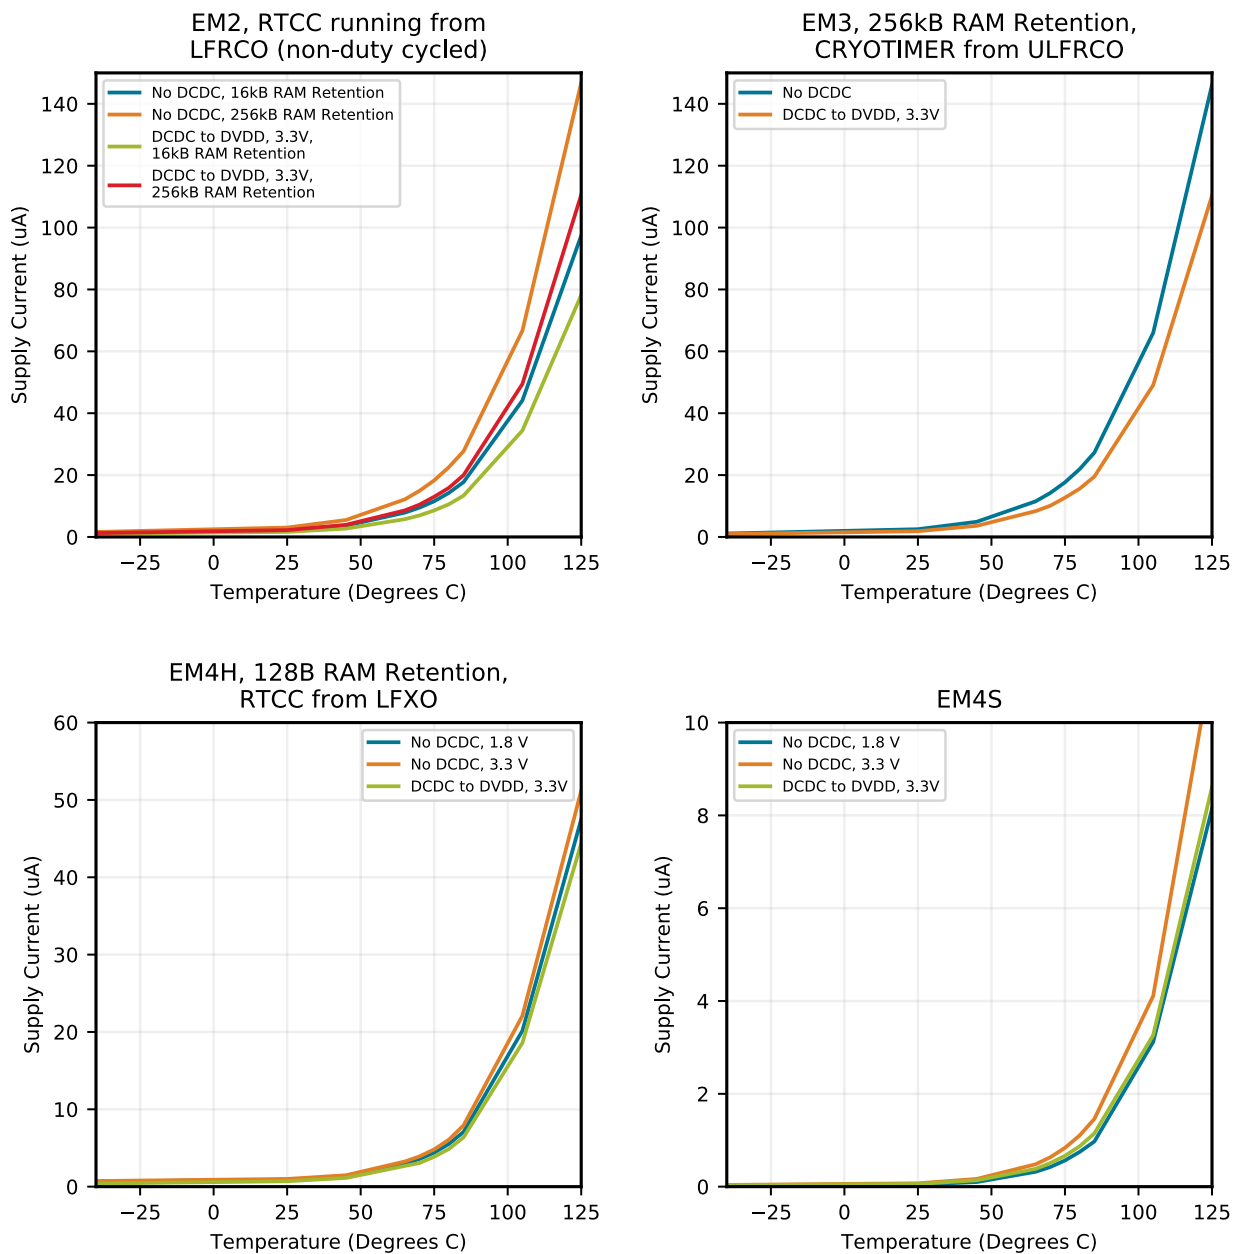 EM2, RTCC running from
LFRCO (non-duty cycled)
No DCDC, 16kB RAM Retention
No DCDC, 256kB RAM Retention
DCDC to DVDD, 3.3V,
16kB RAM Retention
DCDC to DVDD, 3.3V,
256kB RAM Retention
140
120
100
80
60
40
20
0
Supply Current (uA)
−25 0 25 50 75 100 125
Temperature (Degrees C)
EM3, 256kB RAM Retention,
CRYOTIMER from ULFRCO
No DCDC
DCDC to DVDD, 3.3V
140
120
100
80
60
40
20
0
Supply Current (uA)
−25 0 25 50 75 100 125
Temperature (Degrees C)
EM4H, 128B RAM Retention,
RTCC from LFXO
No DCDC, 1.8 V
No DCDC, 3.3 V
DCDC to DVDD, 3.3V
60
50
40
30
20
10
0
Supply Current (uA)
−25 0 25 50 75 100 125
Temperature (Degrees C)
EM4S
No DCDC, 1.8 V
No DCDC, 3.3 V
DCDC to DVDD, 3.3V
10
8
6
4
2
0
Supply Current (uA)
−25 0 25 50 75 100 125
Temperature (Degrees C)